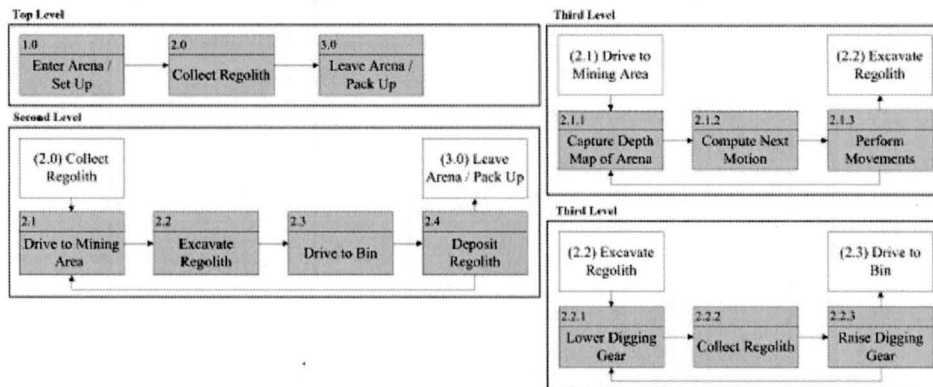 Top Level
1.0
Enter Arena /
Set Up
2.0
Collect Regolith
3.0
Leave Arena /
Pack Up
Second Level
(2.0) Collect
Regolith
(3.0) Leave
Arena / Pack Up
2.1
Drive to Mining
Area
2.2
Excavate
Regolith
2.3
Drive to Bin
2.4
Deposit
Regolith
Third Level
(2.1) Drive to
Mining Area
(2.2) Excavate
Regolith
2.1.1
Capture Depth
Map of Arena
2.1.2
Compute Next
Motion
2.1.3
Perform
Movements
Third Level
(2.2) Excavate
Regolith
(2.3) Drive to
Bin
2.2.1
Lower Digging
Gear
2.2.2
Collect Regolith
2.2.3
Raise Digging
Gear